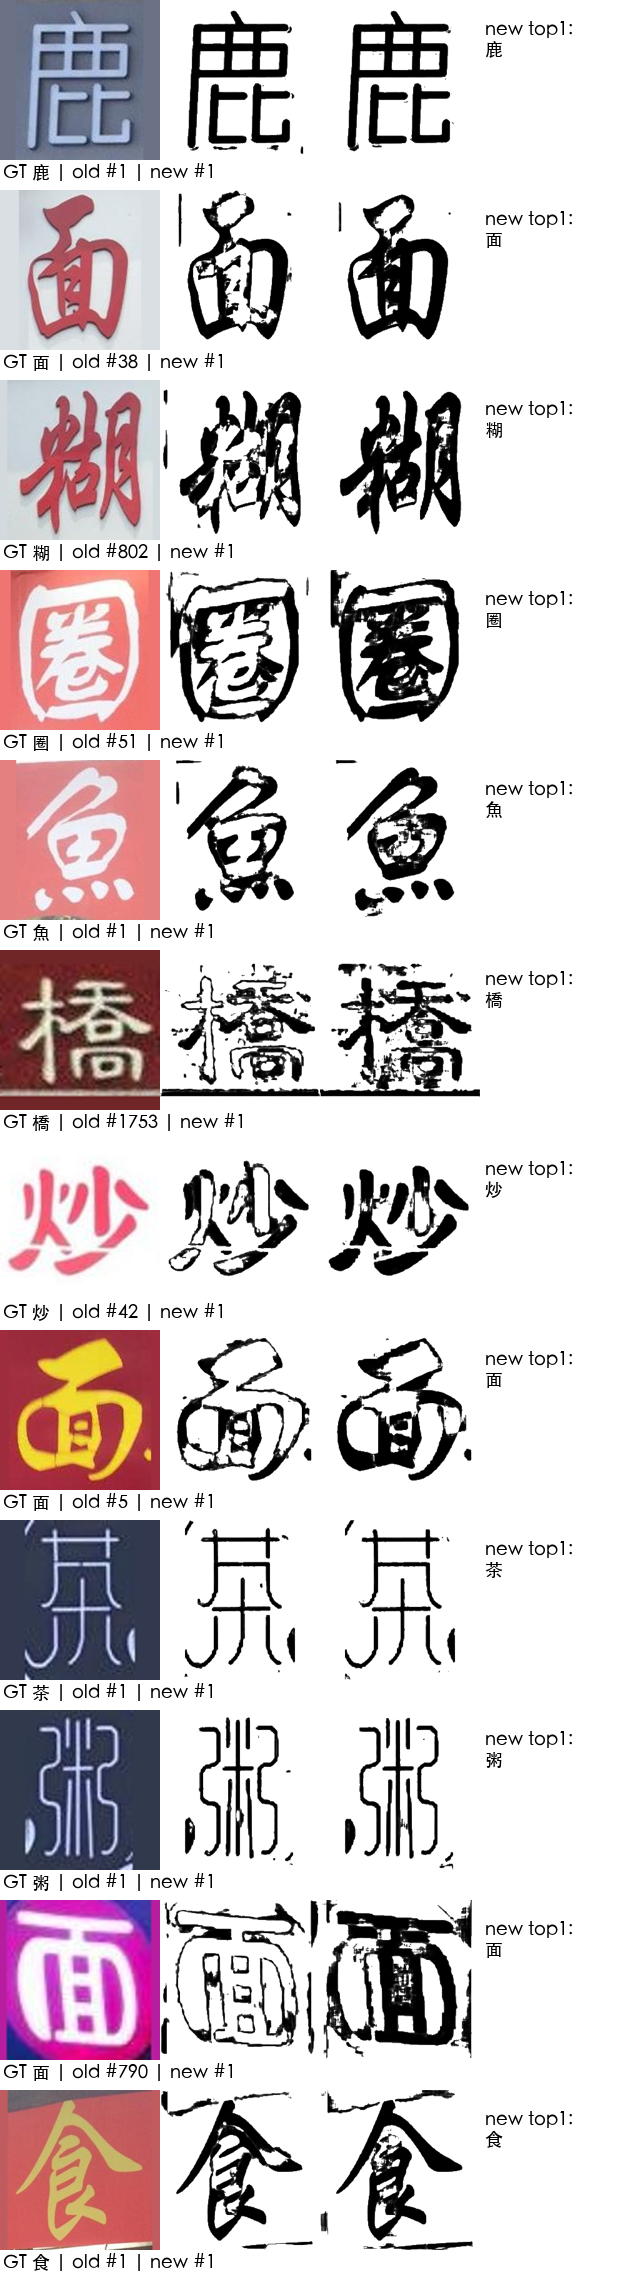 鹿 鹿 鹿 new top1:
鹿
GT 鹿 | old #1 | new #1
面 面 面 new top1:
面
GT 面 | old #38 | new #1
糊 糊 糊 new top1:
糊
GT 糊 | old #802 | new #1
圈 圈 圈 new top1:
圈
GT 圈 | old #51 | new #1
魚 魚 魚 new top1:
魚
GT 魚 | old #1 | new #1
橋 橋 橋 new top1:
橋
GT 橋 | old #1753 | new #1
炒 炒 炒 new top1:
炒
GT 炒 | old #42 | new #1
面 面 面 new top1:
面
GT 面 | old #5 | new #1
茶 茶 茶 new top1:
茶
GT 茶 | old #1 | new #1
粥 粥 粥 new top1:
粥
GT 粥 | old #1 | new #1
面 面 面 new top1:
面
GT 面 | old #790 | new #1
食 食 食 new top1:
食
GT 食 | old #1 | new #1